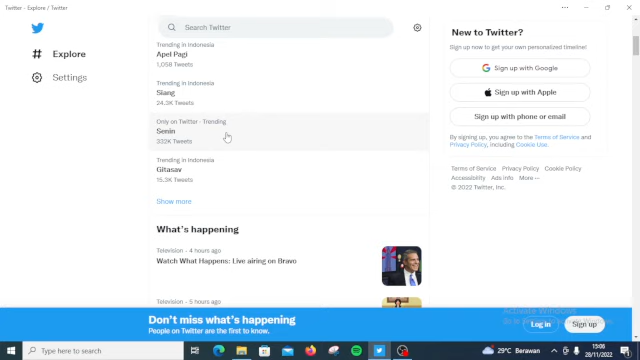 Twitter - Explore / Twitter
Search Twitter
Explore
Settings
Trending in Indonesia
Apel Pagi
1,058 Tweets
Trending in Indonesia
Siang
24.3K Tweets
Only on Twitter · Trending
Senin
332K Tweets
Trending in Indonesia
Gitasav
15.3K Tweets
Show more
What's happening
Television · 4 hours ago
Watch What Happens: Live airing on Bravo
Television · 5 hours ago
New to Twitter?
Sign up now to get your own personalized timeline!
Sign up with Google
Sign up with Apple
Sign up with phone or email
By signing up, you agree to the Terms of Service and
Privacy Policy, including Cookie Use.
Terms of Service Privacy Policy Cookie Policy
Accessibility Ads info More ···
© 2022 Twitter, Inc.
Don't miss what's happening
People on Twitter are the first to know.
Activate Windows
Log in
Sign up
Type here to search
29°C Berawan
15:06
28/11/2022